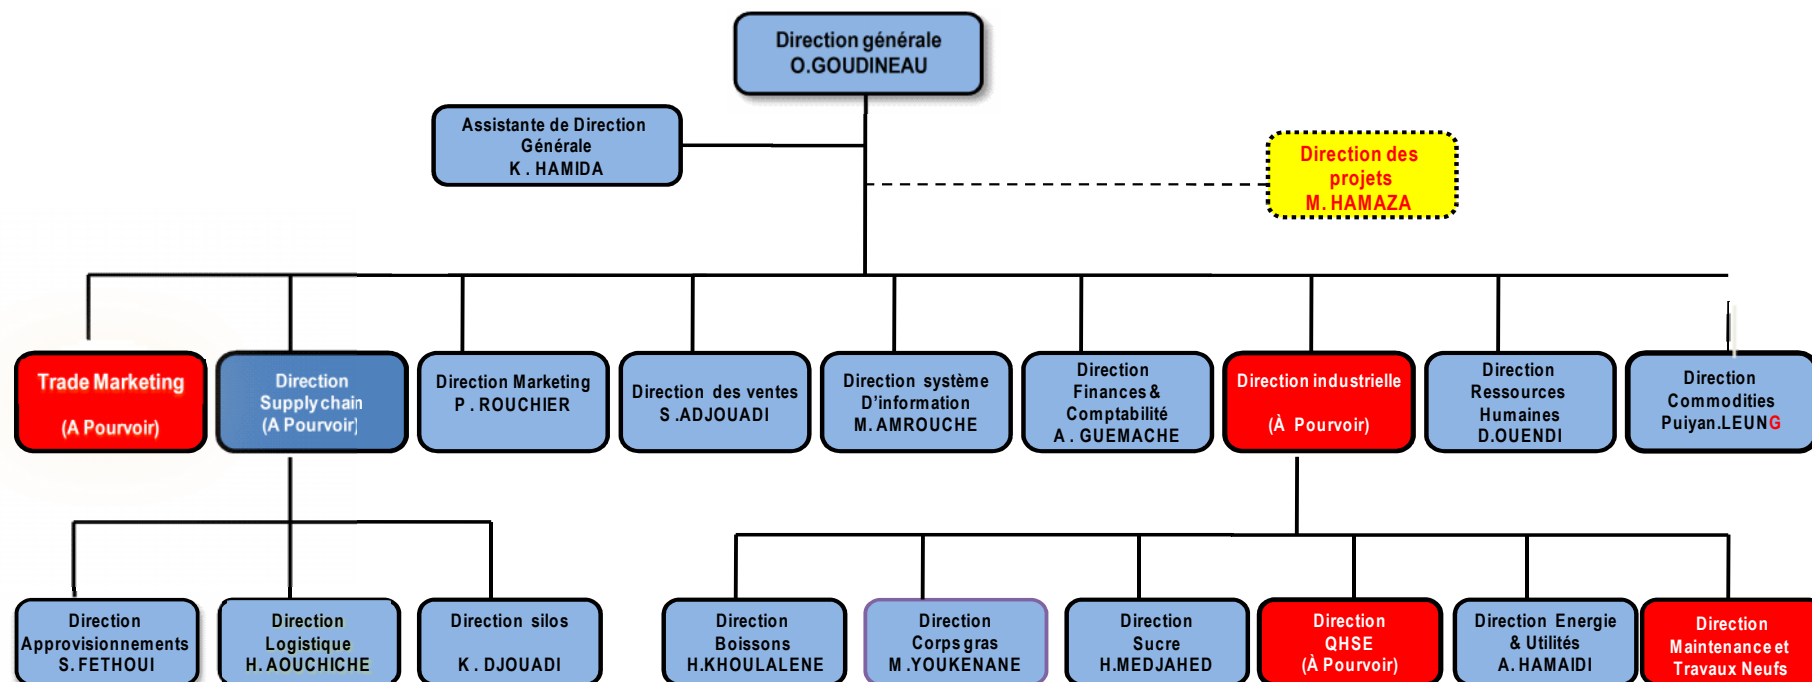 Direction générale
O.GOUDINEAU
Assistante de Direction
Générale
K . HAMIDA
Direction des
projets
M. HAMAZA
Trade Marketing
(A Pourvoir)
Direction
Supply chain
(A Pourvoir)
Direction Marketing
P . ROUCHIER
Direction des ventes
S .ADJOUADI
Direction système
D’information
M. AMROUCHE
Direction
Finances &
Comptabilité
A . GUEMACHE
Direction industrielle
(À Pourvoir)
Direction
Ressources
Humaines
D.OUENDI
Direction
Commodities
Puiyan.LEUNG
Direction
Approvisionnements
S. FETHOUI
Direction
Logistique
H. AOUCHICHE
Direction silos
K . DJOUADI
Direction
Boissons
H.KHOULALENE
Direction
Corps gras
M .YOUKENANE
Direction
Sucre
H.MEDJAHED
Direction
QHSE
(À Pourvoir)
Direction Energie
& Utilités
A. HAMAIDI
Direction
Maintenance et
Travaux Neufs